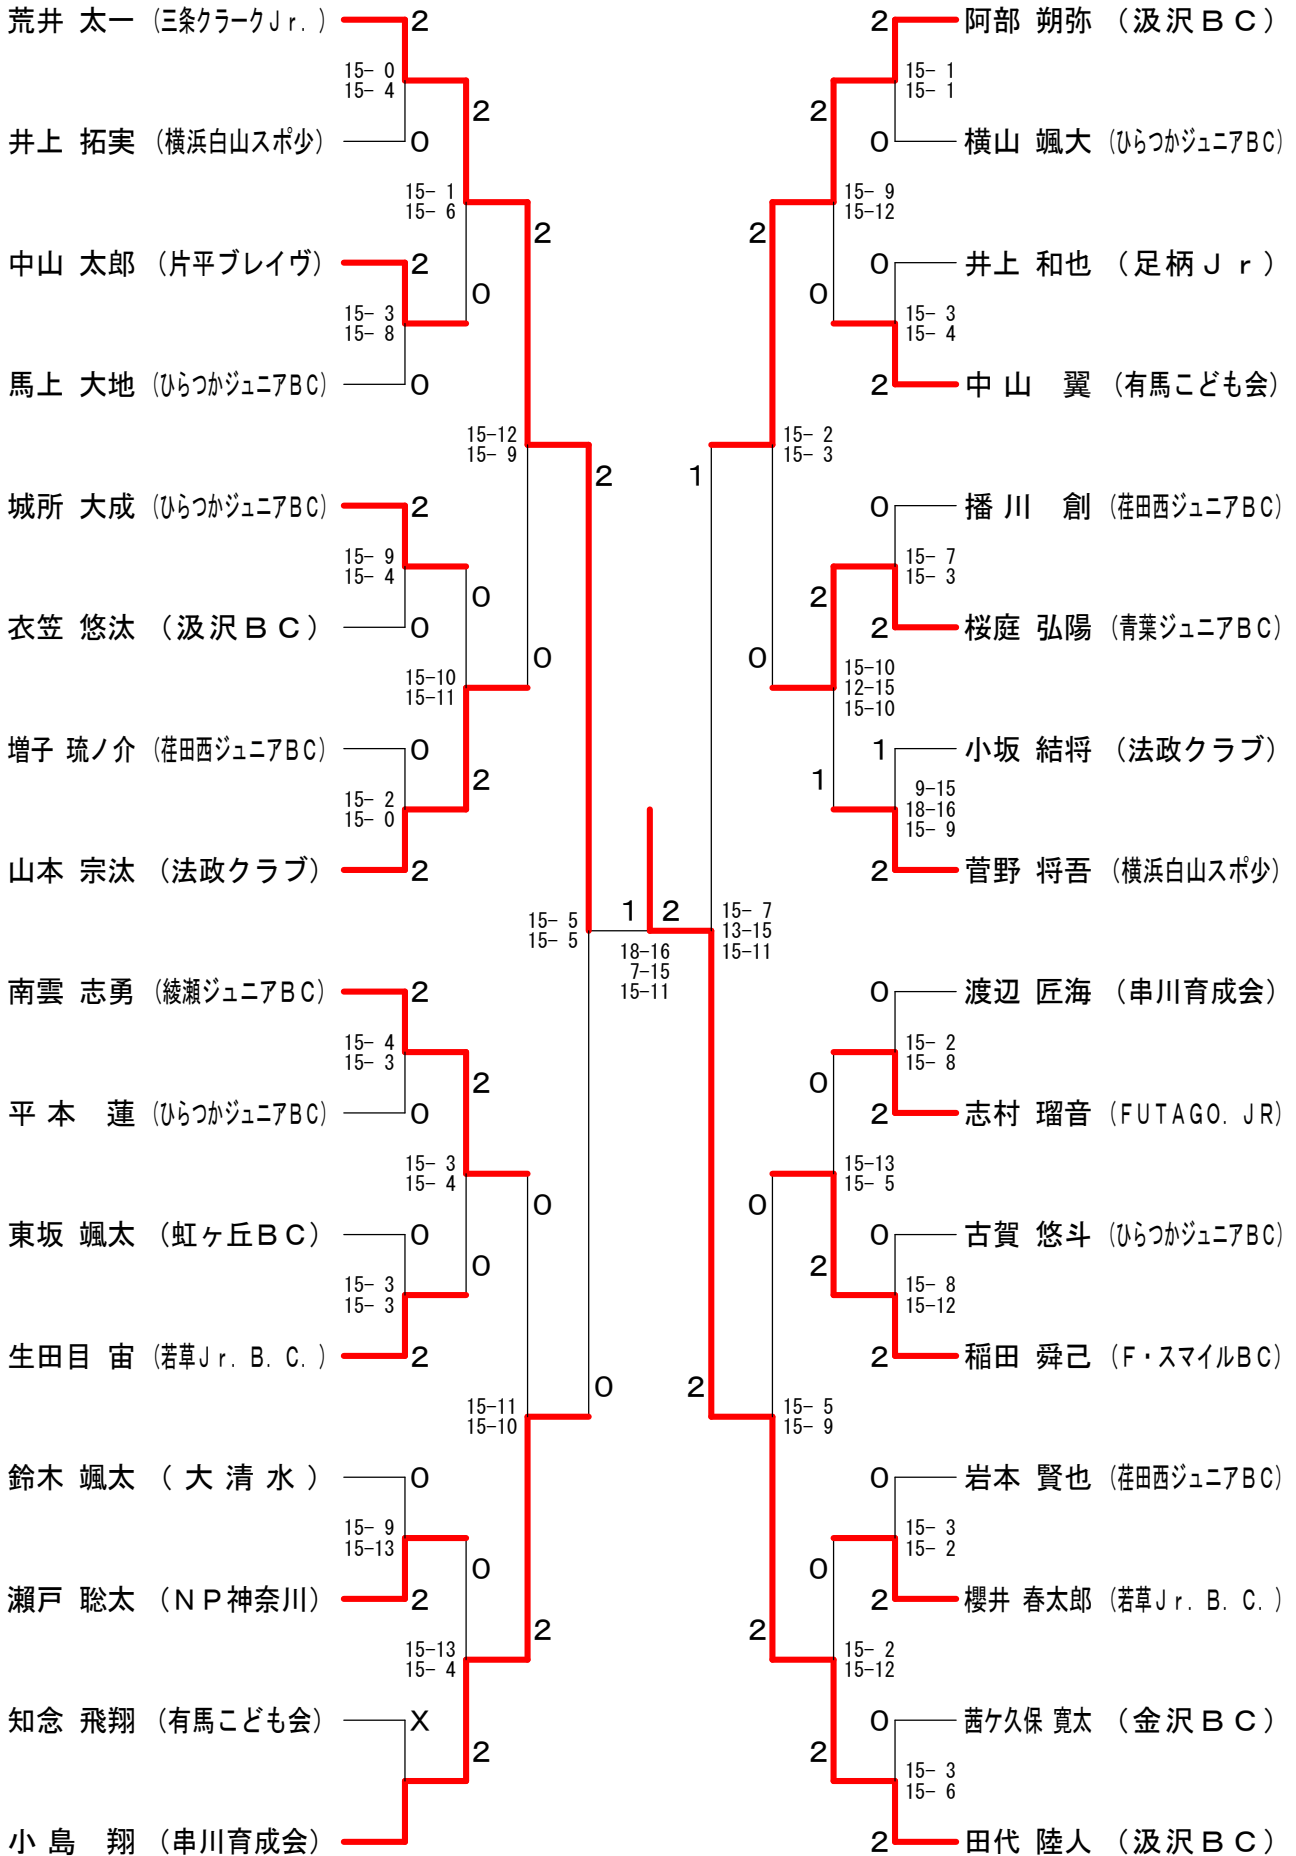 荒井 太一 (三条クラークJr.) 2
15- 0
15- 4
2
井上 拓実 (横浜白山スポ少) 0
15- 1
15- 6
2
中山 太郎 (片平ブレイヴ) 2
0
15- 3
15- 8
馬上 大地 (ひらつかジュニアBC) 0
15-12
15- 9
2
城所 大成 (ひらつかジュニアBC) 2
15- 9
15- 4
0
衣笠 悠汰 (汲沢BC) 0
0
15-10
15-11
増子 琉ノ介 (荏田西ジュニアBC) 0
2
15- 2
15- 0
山本 宗汰 (法政クラブ) 2
15- 5
15- 5
1 2
18-16
7-15
15-11
南雲 志勇 (綾瀬ジュニアBC) 2
15- 4
15- 3
2
平本 蓮 (ひらつかジュニアBC) 0
15- 3
15- 4
0
東坂 颯太 (虹ヶ丘BC) 0
0
15- 3
15- 3
生田目 宙 (若草Jr.B.C.) 2
0
15-11
15-10
鈴木 颯太 (大清水) 0
15- 9
15-13
0
瀬戸 聡太 (NP神奈川) 2
2
15-13
15- 4
知念 飛翔 (有馬こども会) X
2
小島 翔 (串川育成会)
2 阿部 朔弥 (汲沢BC)
15- 1
15- 1
2
0 横山 颯大 (ひらつかジュニアBC)
15- 9
15-12
2
0 井上 和也 (足柄Jr)
0
15- 3
15- 4
2 中山 翼 (有馬こども会)
15- 2
15- 3
1
0 播川 創 (荏田西ジュニアBC)
15- 7
15- 3
2
2 桜庭 弘陽 (青葉ジュニアBC)
0
15-10
12-15
15-10
1 小坂 結将 (法政クラブ)
1
9-15
18-16
15- 9
2 菅野 将吾 (横浜白山スポ少)
15- 7
13-15
15-11
0 渡辺 匠海 (串川育成会)
15- 2
15- 8
0
2 志村 瑠音 (FUTAGO.JR)
15-13
15- 5
0
0 古賀 悠斗 (ひらつかジュニアBC)
2
15- 8
15-12
2 稲田 舜己 (F・スマイルBC)
2
15- 5
15- 9
0 岩本 賢也 (荏田西ジュニアBC)
15- 3
15- 2
0
2 櫻井 春太郎 (若草Jr.B.C.)
2
15- 2
15-12
0 茜ケ久保 寛太 (金沢BC)
2
15- 3
15- 6
2 田代 陸人 (汲沢BC)